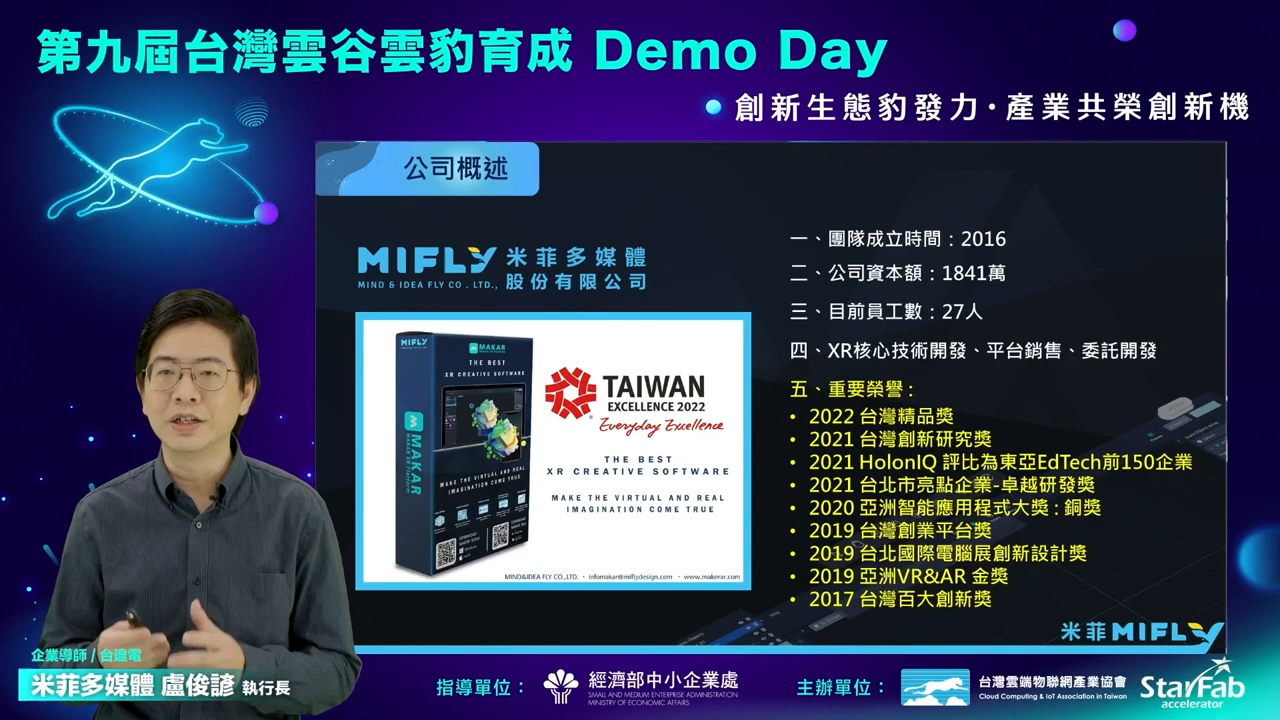 第九屆台灣雲谷雲豹育成 Demo Day
創新生態豹發力·產業共榮創新機
公司概述
MIFLY 米菲多媒體
MIND & IDEA FLY CO . LTD., 股份有限公司
一、團隊成立時間：2016
二、公司資本額：1841萬
三、目前員工數：27人
四、XR核心技術開發、平台銷售、委託開發
五、重要榮譽：
• 2022 台灣精品獎
• 2021 台灣創新研究獎
• 2021 HolonIQ 評比為東亞EdTech前150企業
• 2021 台北市亮點企業-卓越研發獎
• 2020 亞洲智能應用程式大獎：銅獎
• 2019 台灣創業平台獎
• 2019 台北國際電腦展創新設計獎
• 2019 亞洲VR&AR 金獎
• 2017 台灣百大創新獎
MIFLY
MAKAR
THE BEST
XR CREATIVE SOFTWARE
MAKAR
MAKE THE VIRTUAL AND REAL
IMAGINATION COME TRUE
TAIWAN
EXCELLENCE 2022
Everyday Excellence
THE BEST
XR CREATIVE SOFTWARE
MAKE THE VIRTUAL AND REAL
IMAGINATION COME TRUE
MIND&IDEA FLY CO.,LTD. · infomakar@miflydesign.com · www.makerar.com
米菲MIFLY
企業導師 / 台達電
米菲多媒體 盧俊諺 執行長
指導單位：
經濟部中小企業處
SMALL AND MEDIUM ENTERPRISE ADMINISTRATION
MINISTRY OF ECONOMIC AFFAIRS
主辦單位：
台灣雲端物聯網產業協會
Cloud Computing & IoT Association in Taiwan
StarFab
accelerator